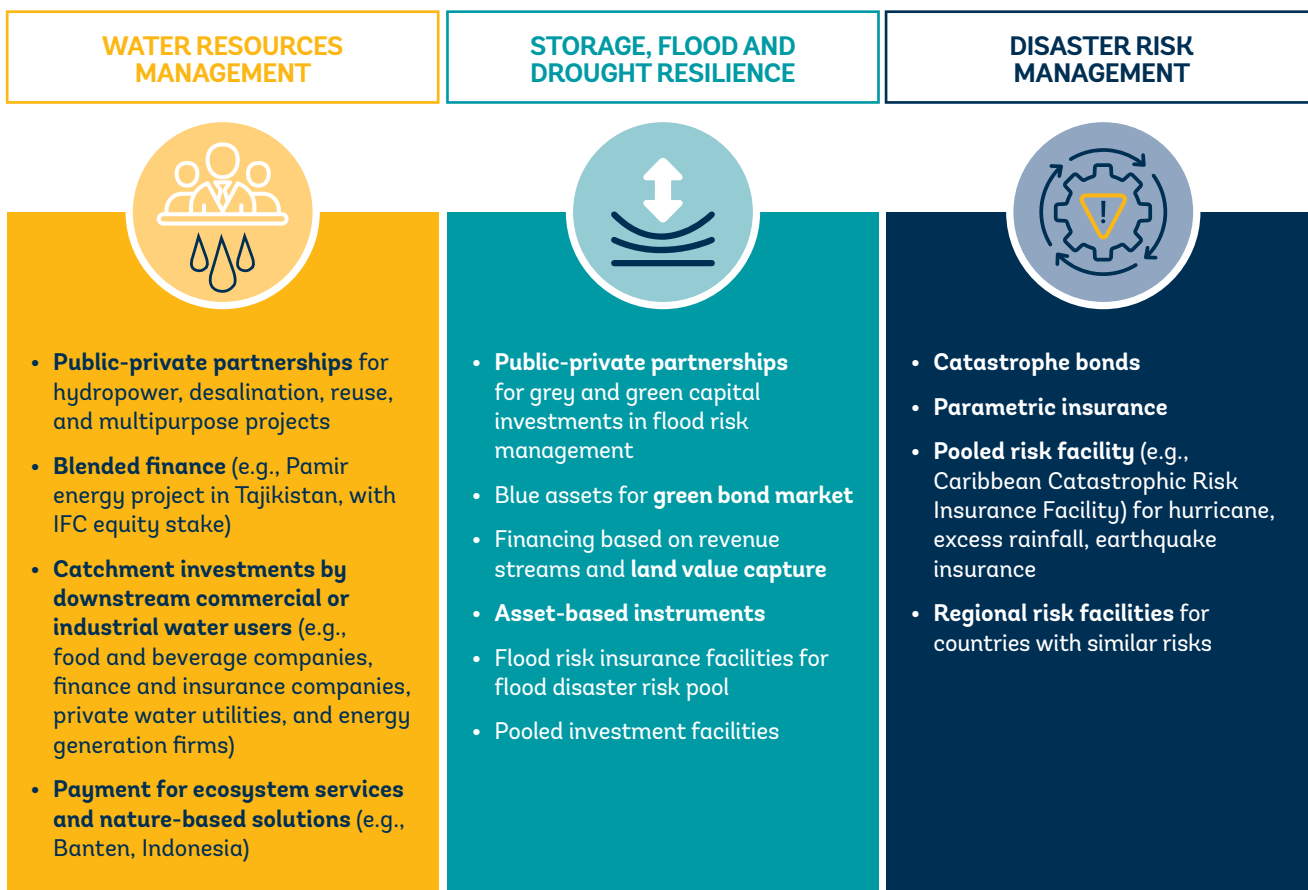 WATER RESOURCES
MANAGEMENT
• Public-private partnerships for
hydropower, desalination, reuse,
and multipurpose projects
• Blended finance (e.g., Pamir
energy project in Tajikistan, with
IFC equity stake)
• Catchment investments by
downstream commercial or
industrial water users (e.g.,
food and beverage companies,
finance and insurance companies,
private water utilities, and energy
generation firms)
• Payment for ecosystem services
and nature-based solutions (e.g.,
Banten, Indonesia)
STORAGE, FLOOD AND
DROUGHT RESILIENCE
• Public-private partnerships
for grey and green capital
investments in flood risk
management
• Blue assets for green bond market
• Financing based on revenue
streams and land value capture
• Asset-based instruments
• Flood risk insurance facilities for
flood disaster risk pool
• Pooled investment facilities
DISASTER RISK
MANAGEMENT
!
• Catastrophe bonds
• Parametric insurance
• Pooled risk facility (e.g.,
Caribbean Catastrophic Risk
Insurance Facility) for hurricane,
excess rainfall, earthquake
insurance
• Regional risk facilities for
countries with similar risks